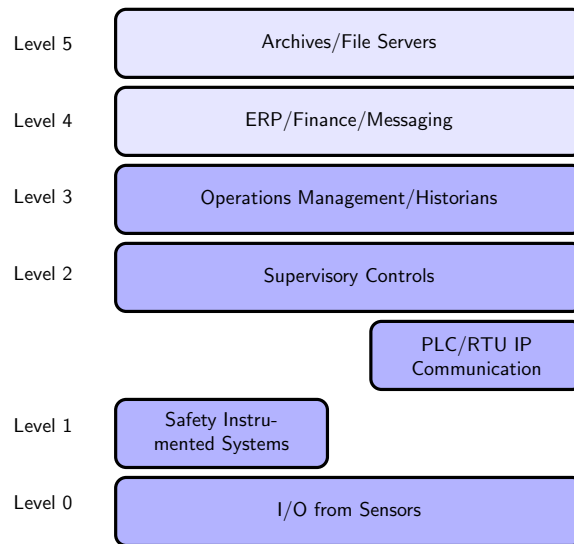 Level 5
Archives/File Servers
Level 4
ERP/Finance/Messaging
Level 3
Operations Management/Historians
Level 2
Supervisory Controls
PLC/RTU IP
Communication
Level 1
Safety Instru-
mented Systems
Level 0
I/O from Sensors